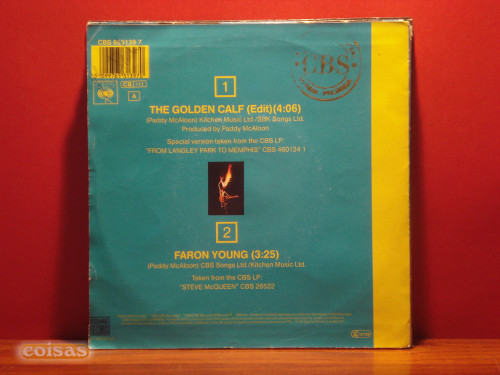 CBS
1
THE GOLDEN CALF (Edit)(4:06)
(Paddy McAloon) Kitchen Music Ltd./SBK Songs Ltd.
Produced by Paddy McAloon
Special version taken from the CBS LP:
"FROM LANGLEY PARK TO MEMPHIS" CBS 460124 1
2
FARON YOUNG (3:25)
(Paddy McAloon) CBS Songs Ltd./Kitchen Music Ltd.
Taken from the CBS LP:
"STEVE McQUEEN" CBS 26522
CBS
A
coisas